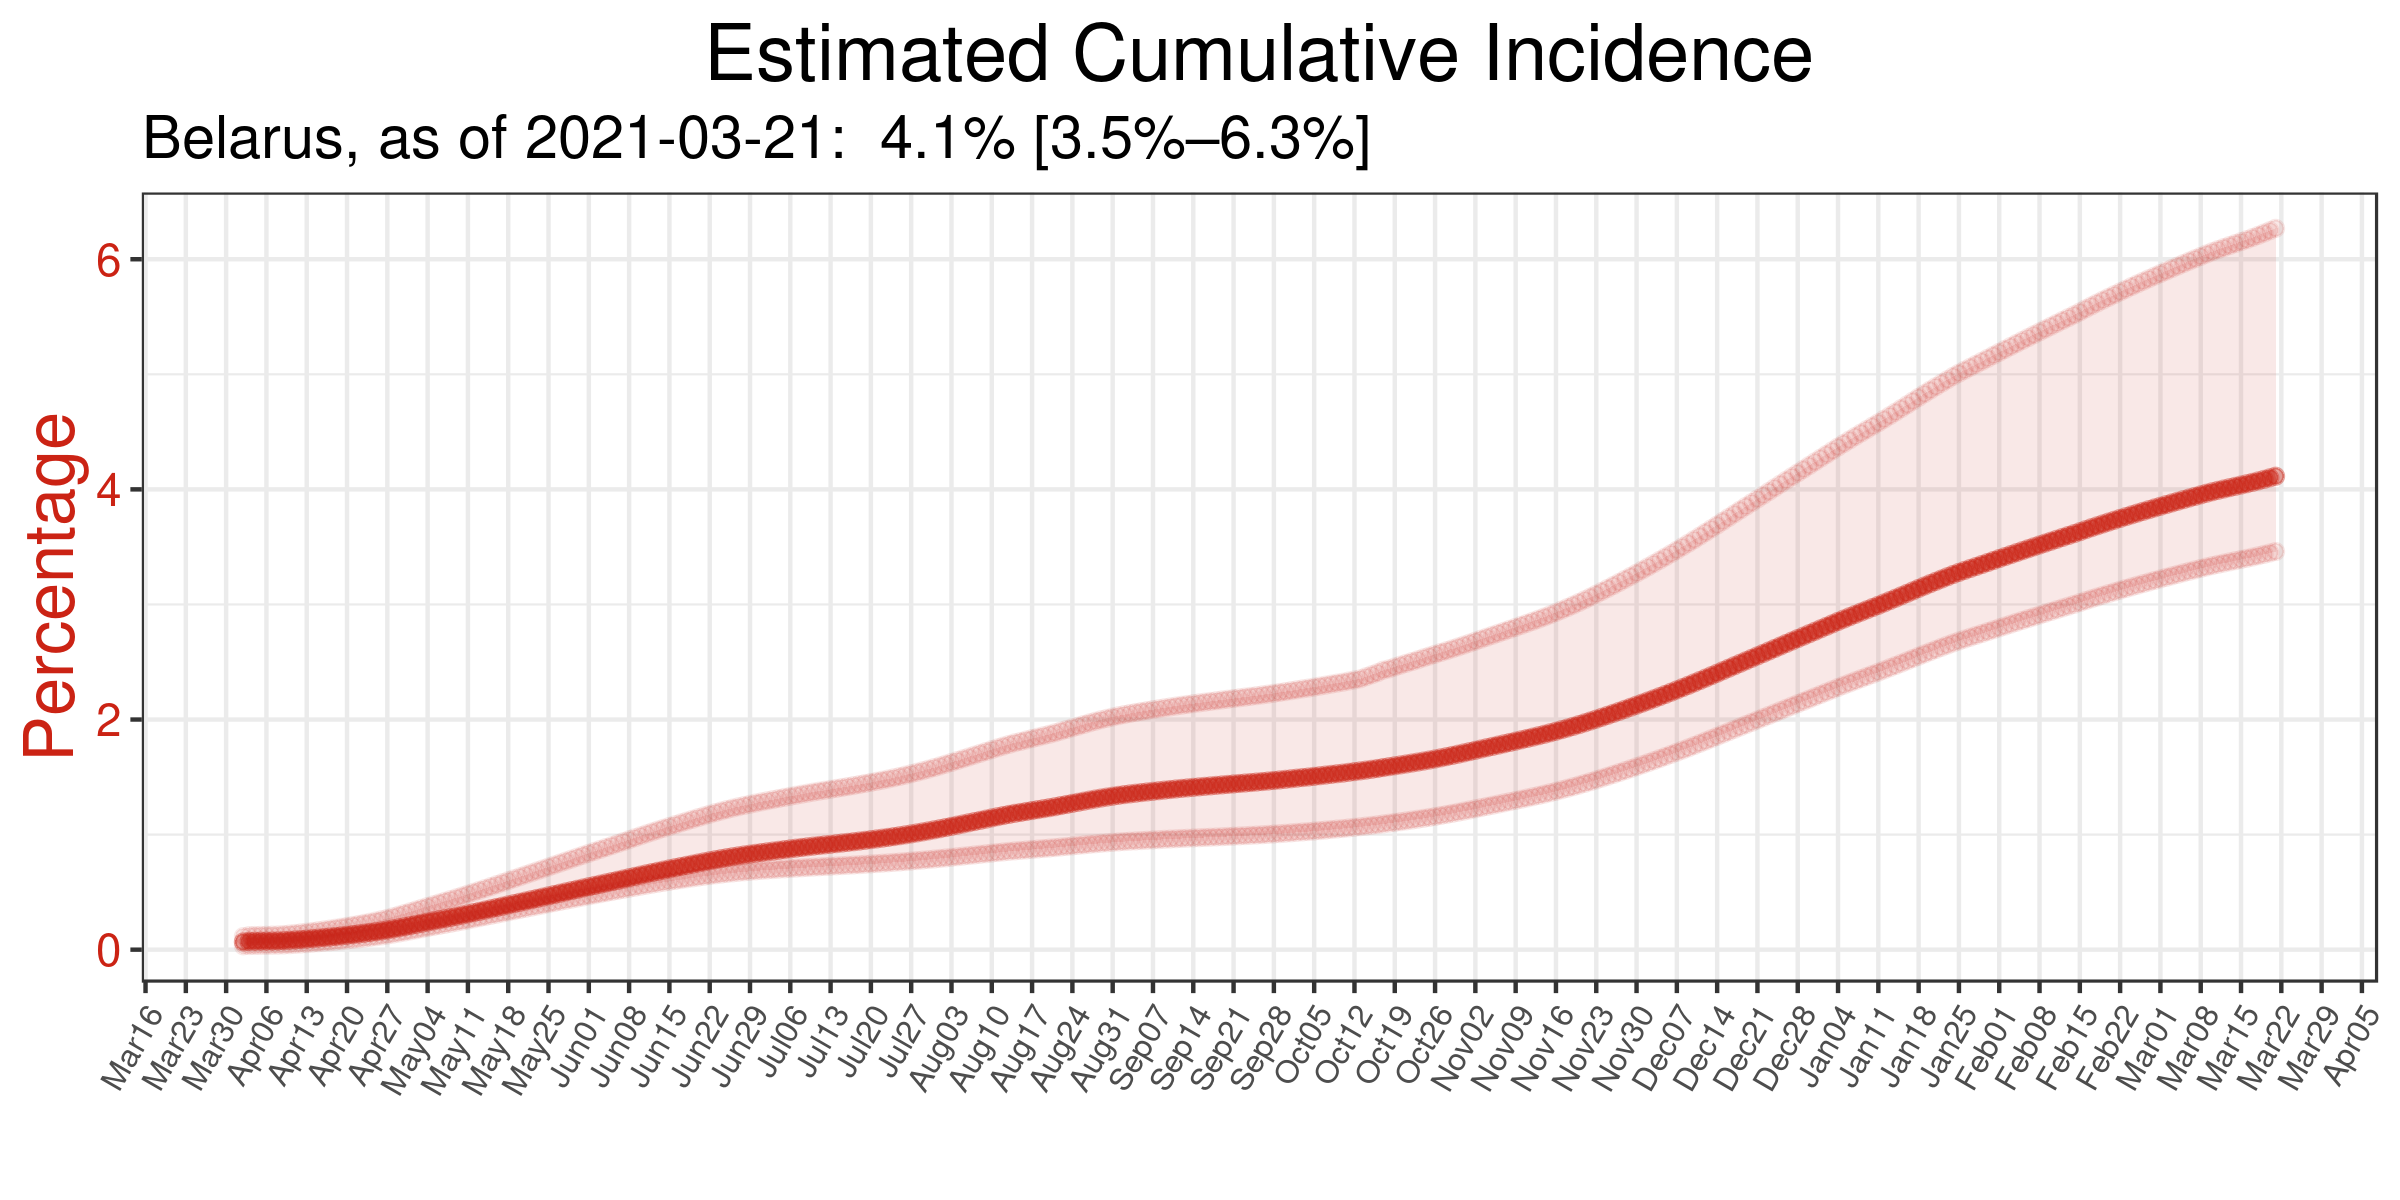 Estimated Cumulative Incidence
Belarus, as of 2021-03-21:  4.1% [3.5%–6.3%]
Percentage
6
4
2
0
Mar16
Mar23
Mar30
Apr06
Apr13
Apr20
Apr27
May04
May11
May18
May25
Jun01
Jun08
Jun15
Jun22
Jun29
Jul06
Jul13
Jul20
Jul27
Aug03
Aug10
Aug17
Aug24
Aug31
Sep07
Sep14
Sep21
Sep28
Oct05
Oct12
Oct19
Oct26
Nov02
Nov09
Nov16
Nov23
Nov30
Dec07
Dec14
Dec21
Dec28
Jan04
Jan11
Jan18
Jan25
Feb01
Feb08
Feb15
Feb22
Mar01
Mar08
Mar15
Mar22
Mar29
Apr05